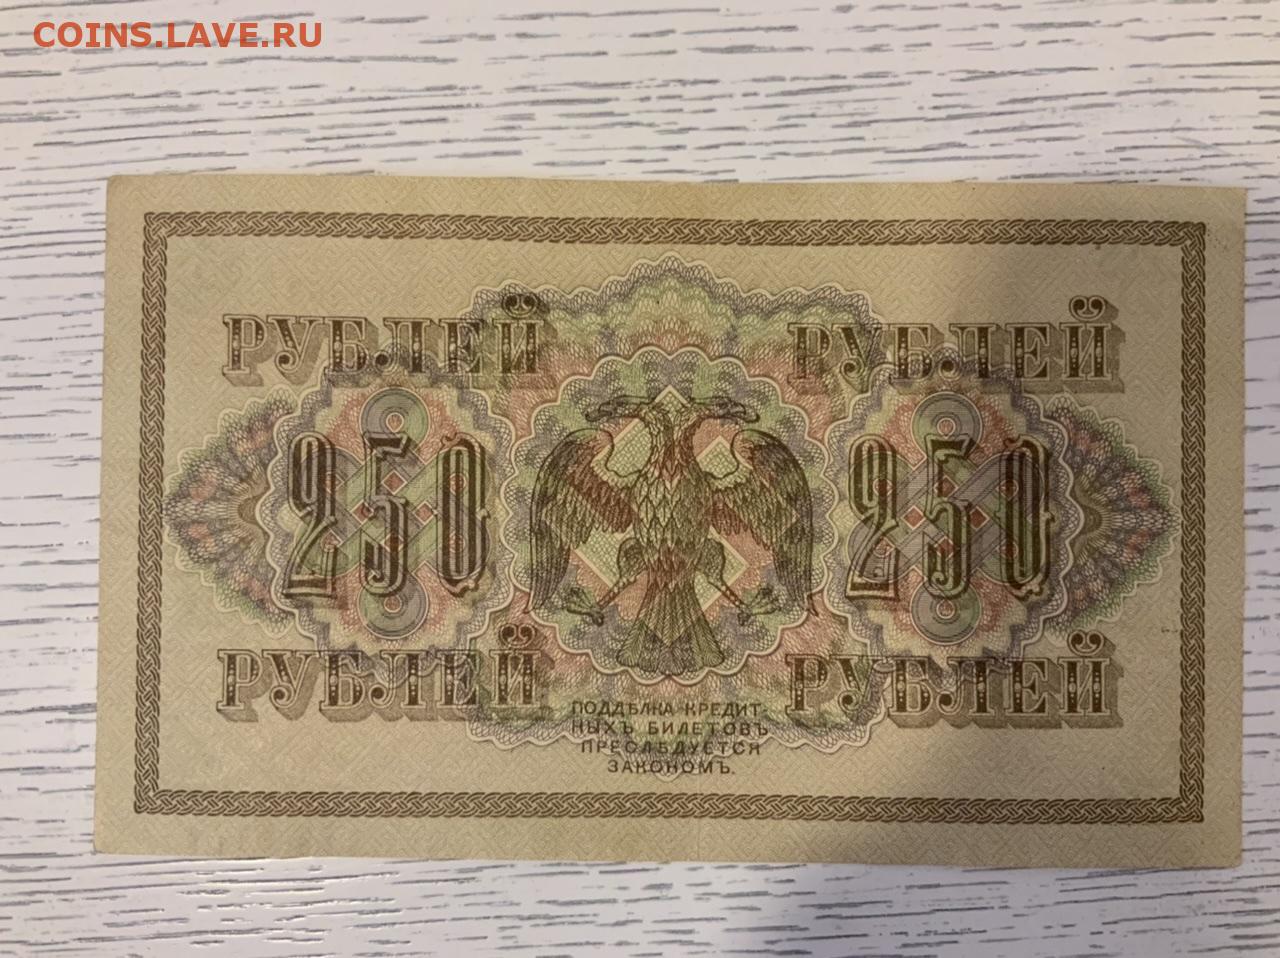 COINS.LAVE.RU
РУБЛЕЙ РУБЛЕЙ
250 250
РУБЛЕЙ РУБЛЕЙ
ПОДДѢЛКА КРЕДИТ-
НЫХЪ БИЛЕТОВЪ
ПРЕСЛѢДУЕТСЯ
ЗАКОНОМЪ.